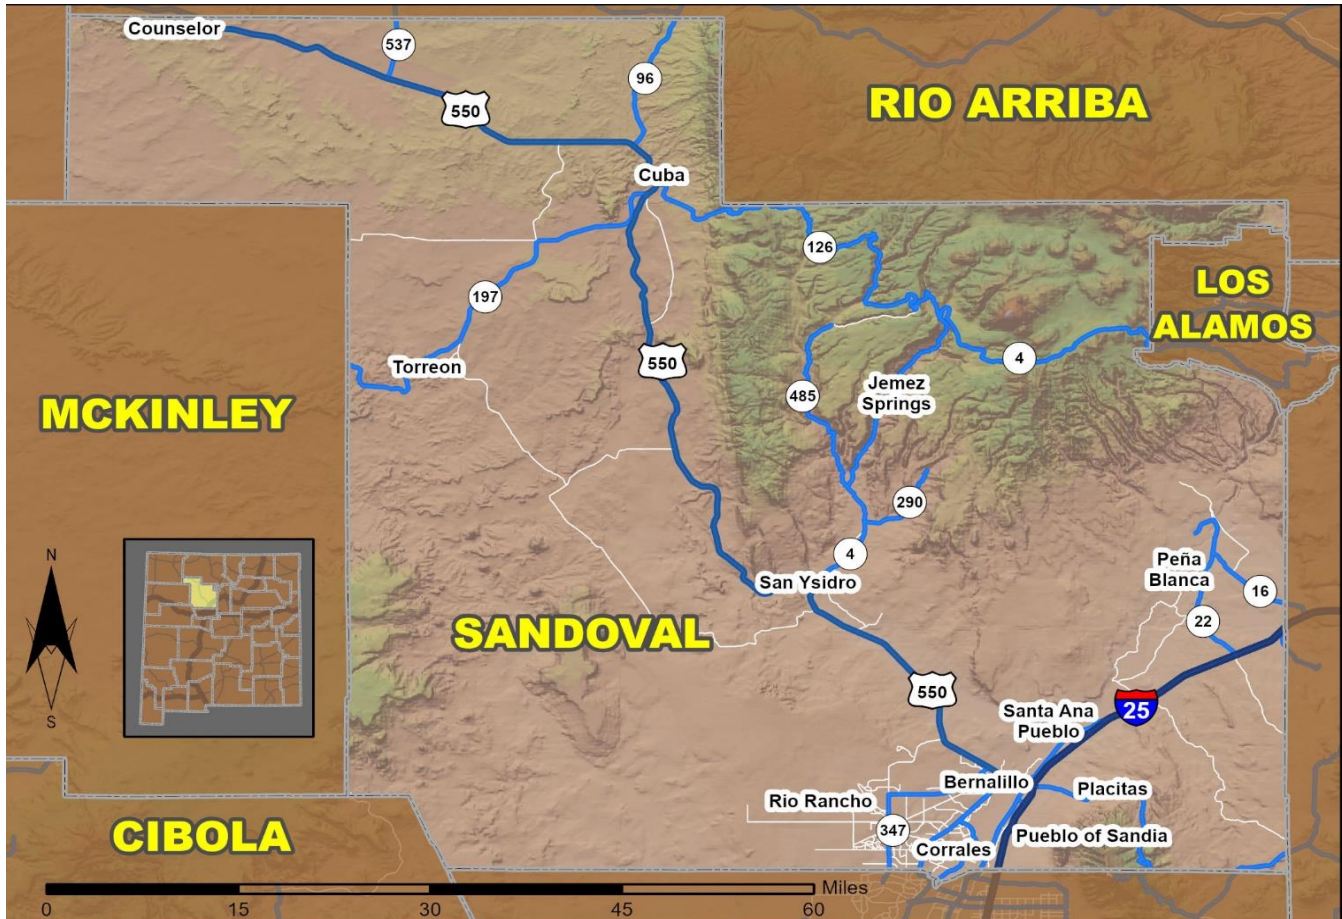 Counselor
537
96
550
RIO ARRIBA
Cuba
126
197
LOS
ALAMOS
Torreon
550
4
Jemez
Springs
485
MCKINLEY
290
4
San Ysidro
Peña
Blanca
16
22
SANDOVAL
N
S
550
Santa Ana
Pueblo
25
Bernalillo
Placitas
Rio Rancho
347
Pueblo of Sandia
Corrales
CIBOLA
Miles
0 15 30 45 60